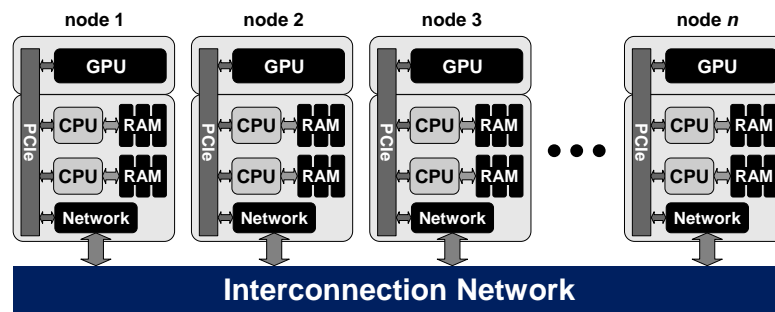 node 1
node 2
node 3
node n
GPU
GPU
GPU
GPU
PCIe
CPU
RAM
PCIe
CPU
RAM
PCIe
CPU
RAM
PCIe
CPU
RAM
CPU
RAM
CPU
RAM
CPU
RAM
CPU
RAM
Network
Network
Network
Network
Interconnection Network